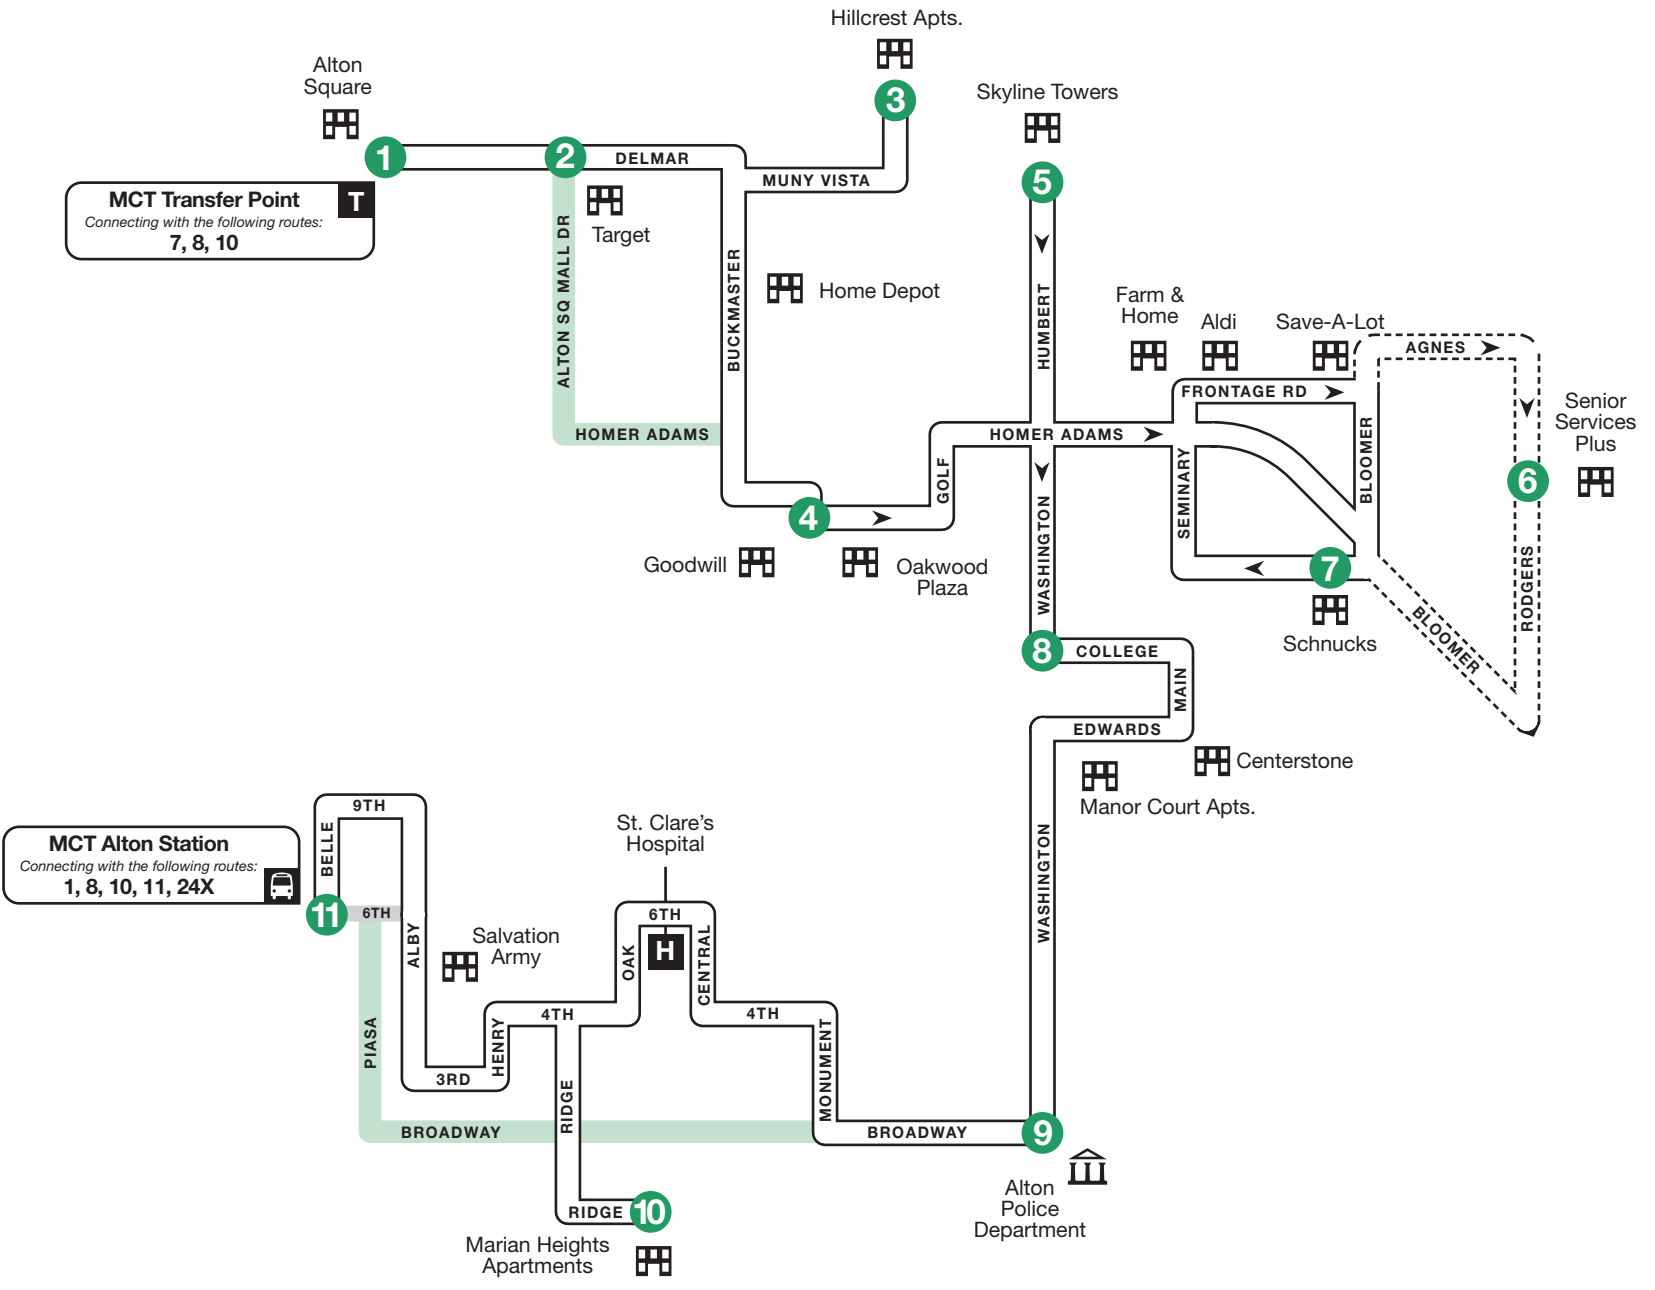 Hillcrest Apts.
3
Alton
Square
Skyline Towers
1
2
DELMAR
MUNY VISTA
5
MCT Transfer Point
T
Connecting with the following routes:
7, 8, 10
Target
ALTON SQ MALL DR
BUCKMASTER
Home Depot
HUMBERT
Farm &
Home
Aldi
Save-A-Lot
AGNES
FRONTAGE RD
Senior
Services
Plus
HOMER ADAMS
HOMER ADAMS
GOLF
SEMINARY
BLOOMER
6
4
WASHINGTON
7
RODGERS
Goodwill
Oakwood
Plaza
Schnucks
BLOOMER
8
COLLEGE
MAIN
EDWARDS
Centerstone
Manor Court Apts.
9TH
BELLE
St. Clare's
Hospital
MCT Alton Station
Connecting with the following routes:
1, 8, 10, 11, 24X
WASHINGTON
11
6TH
6TH
ALBY
Salvation
Army
OAK
H
CENTRAL
4TH
4TH
PIASA
HENRY
MONUMENT
3RD
RIDGE
BROADWAY
BROADWAY
9
Alton
Police
Department
RIDGE
10
Marian Heights
Apartments